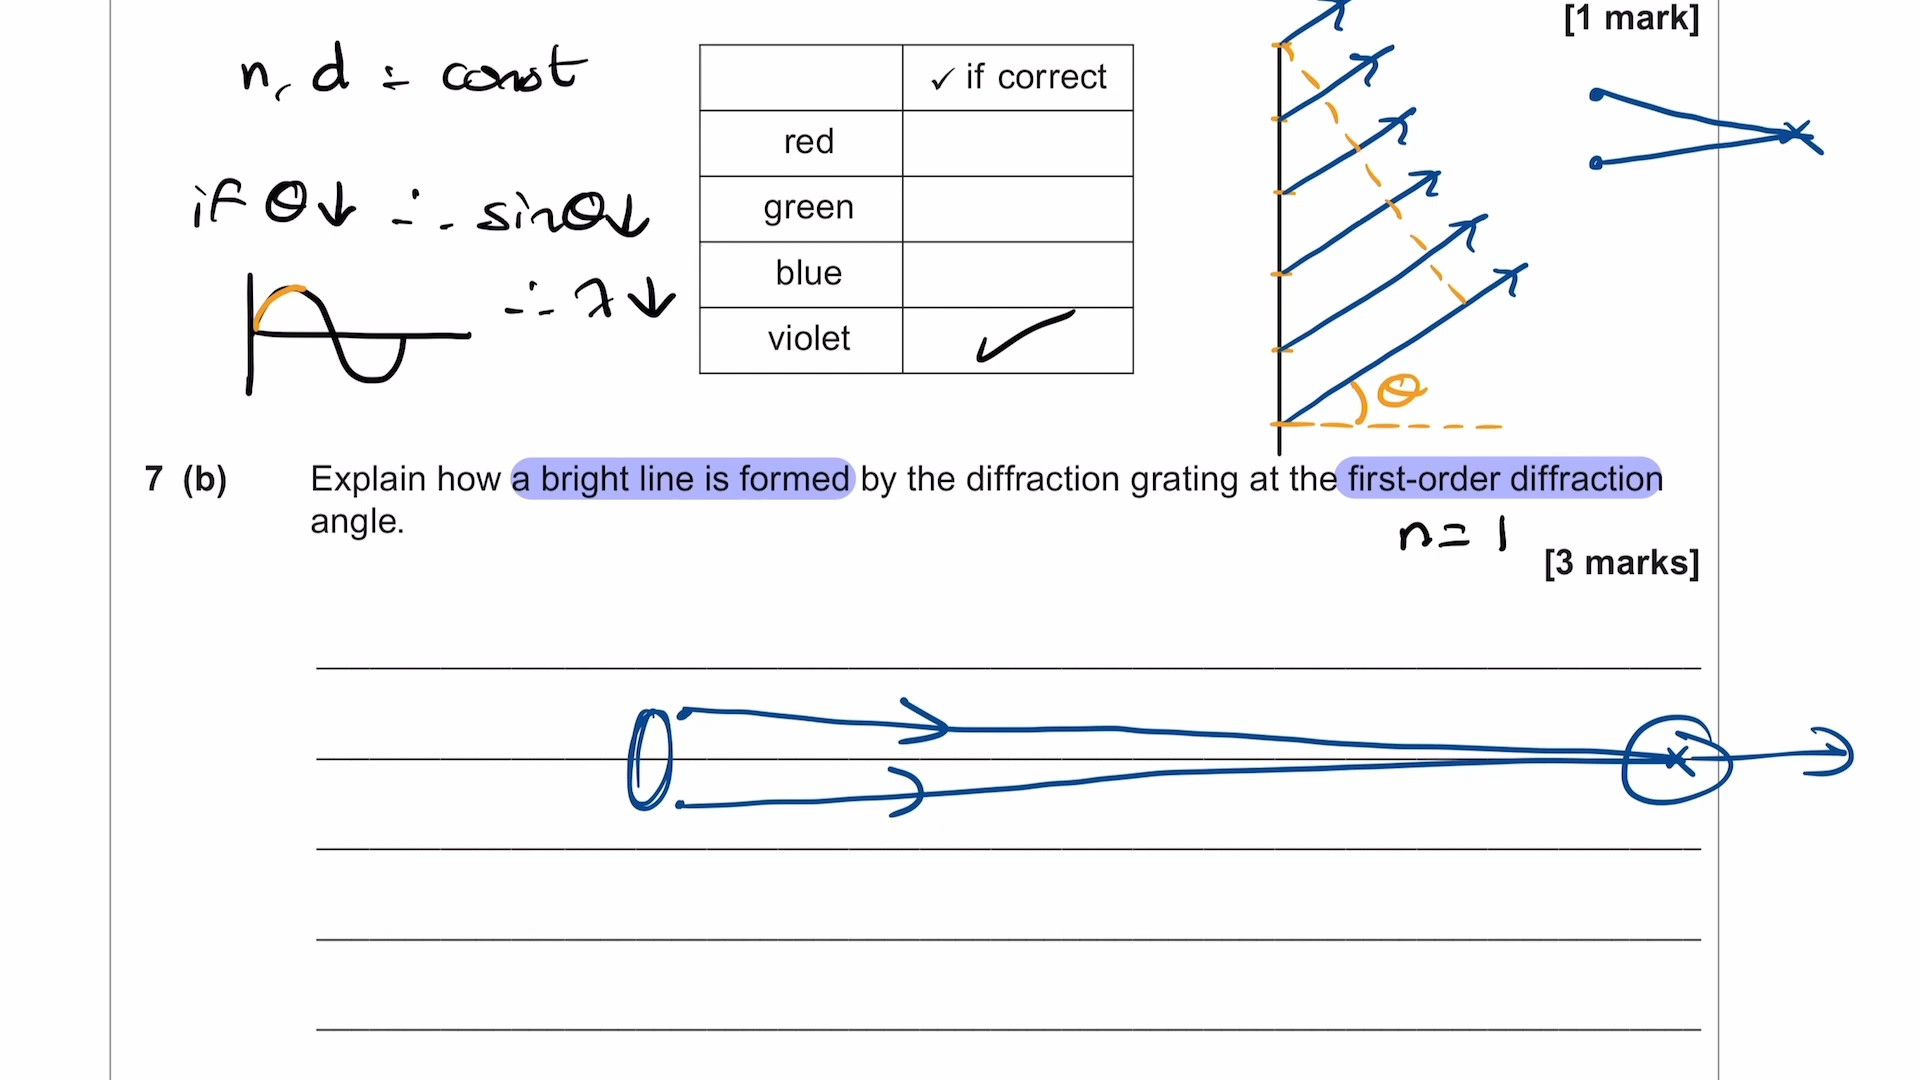 [1 mark]
n, d = const
✓ if correct
red
if θ↓ ∴ sinθ↓
green
blue
∴ λ↓
violet ✓
θ
7 (b) Explain how a bright line is formed by the diffraction grating at the first-order diffraction
angle.
n = 1
[3 marks]